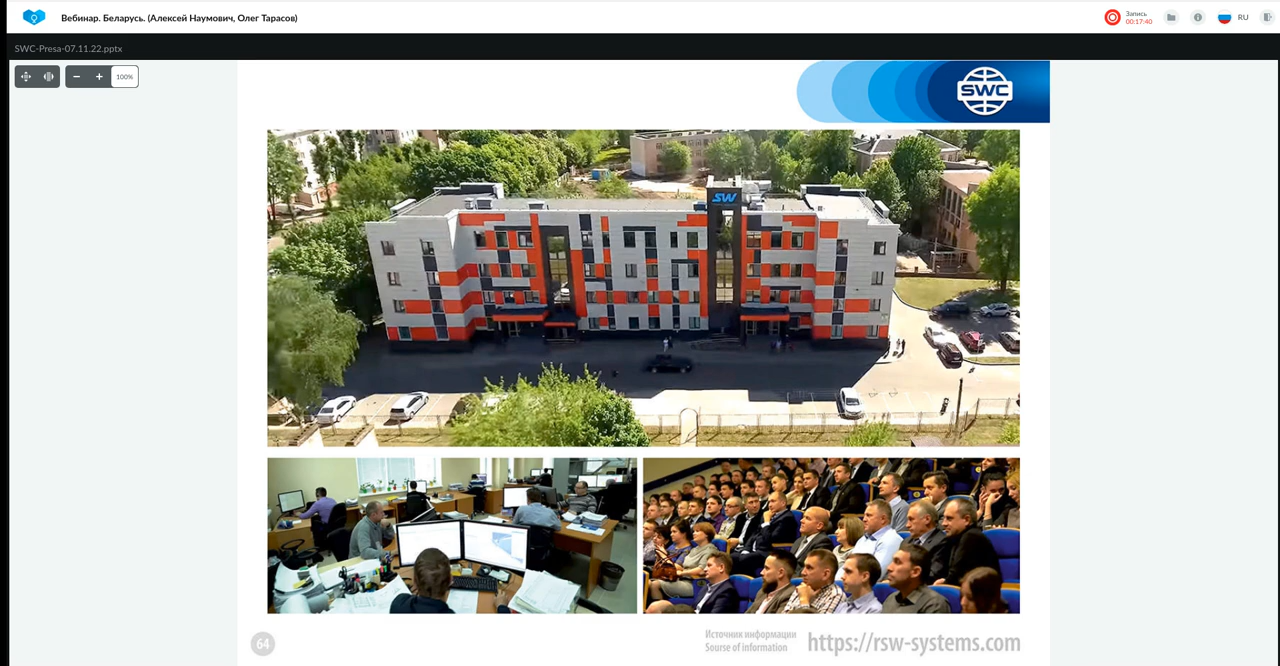 Вебинар. Беларусь. (Алексей Наумович, Олег Тарасов)
Запись
00:17:40
RU
SWC-Presa-07.11.22.pptx
100%
SWC
SW
64
Источник информации
Sourse of information
https://rsw-systems.com